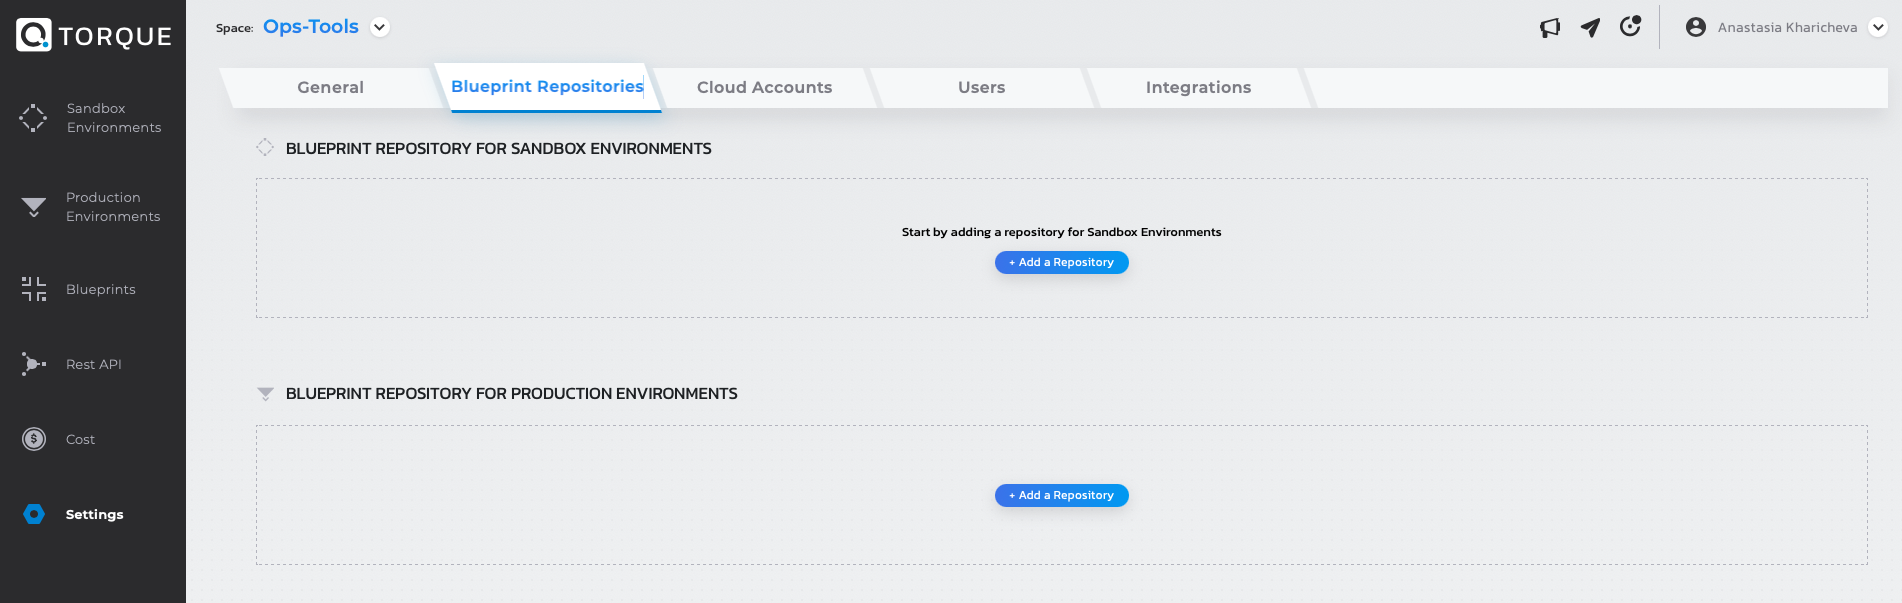 TORQUE
Space: Ops-Tools
Anastasia Kharicheva
General
Blueprint Repositories
Cloud Accounts
Users
Integrations
Sandbox
Environments
Production
Environments
Blueprints
Rest API
Cost
Settings
BLUEPRINT REPOSITORY FOR SANDBOX ENVIRONMENTS
Start by adding a repository for Sandbox Environments
+ Add a Repository
BLUEPRINT REPOSITORY FOR PRODUCTION ENVIRONMENTS
+ Add a Repository